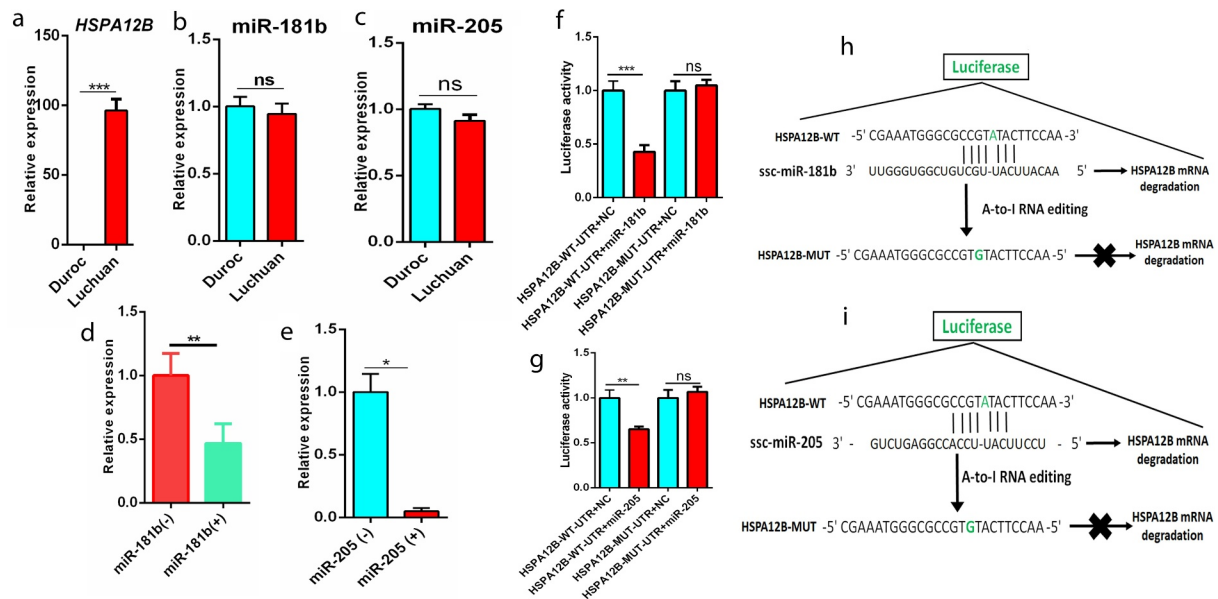 a
HSPA12B
Relative expression
150
100
50
0
***
Duroc
Luchuan
b
miR-181b
Relative expression
1.5
1.0
0.5
0.0
ns
Duroc
Luchuan
c
miR-205
Relative expression
1.5
1.0
0.5
0.0
ns
Duroc
Luchuan
d
Relative expression
1.5
1.0
0.5
0.0
**
miR-181b(-)
miR-181b(+)
e
Relative expression
1.5
1.0
0.5
0.0
*
miR-205 (-)
miR-205 (+)
f
Luciferase activity
1.5
1.0
0.5
0.0
***
ns
HSPA12B-WT-UTR+NC
HSPA12B-WT-UTR+miR-181b
HSPA12B-MUT-UTR+NC
HSPA12B-MUT-UTR+miR-181b
g
Luciferase activity
1.5
1.0
0.5
0.0
**
ns
HSPA12B-WT-UTR+NC
HSPA12B-WT-UTR+miR-205
HSPA12B-MUT-UTR+NC
HSPA12B-MUT-UTR+miR-205
h
Luciferase
HSPA12B-WT -5' CGAAATGGGCGCCGTATACTTCCAA -3'
ssc-miR-181b 3' UUGGGUGGCUGUCGU-UACUUACAA 5'
HSPA12B mRNA
degradation
A-to-I RNA editing
HSPA12B-MUT -5' CGAAATGGGCGCCGTGTACTTCCAA -5'
HSPA12B mRNA
degradation
i
Luciferase
HSPA12B-WT -5' CGAAATGGGCGCCGTATACTTCCAA -3'
ssc-miR-205 3' - GUCUGAGGCCACCU-UACUUCCU - 5'
HSPA12B mRNA
degradation
A-to-I RNA editing
HSPA12B-MUT -5' CGAAATGGGCGCCGTGTACTTCCAA -5'
HSPA12B mRNA
degradation